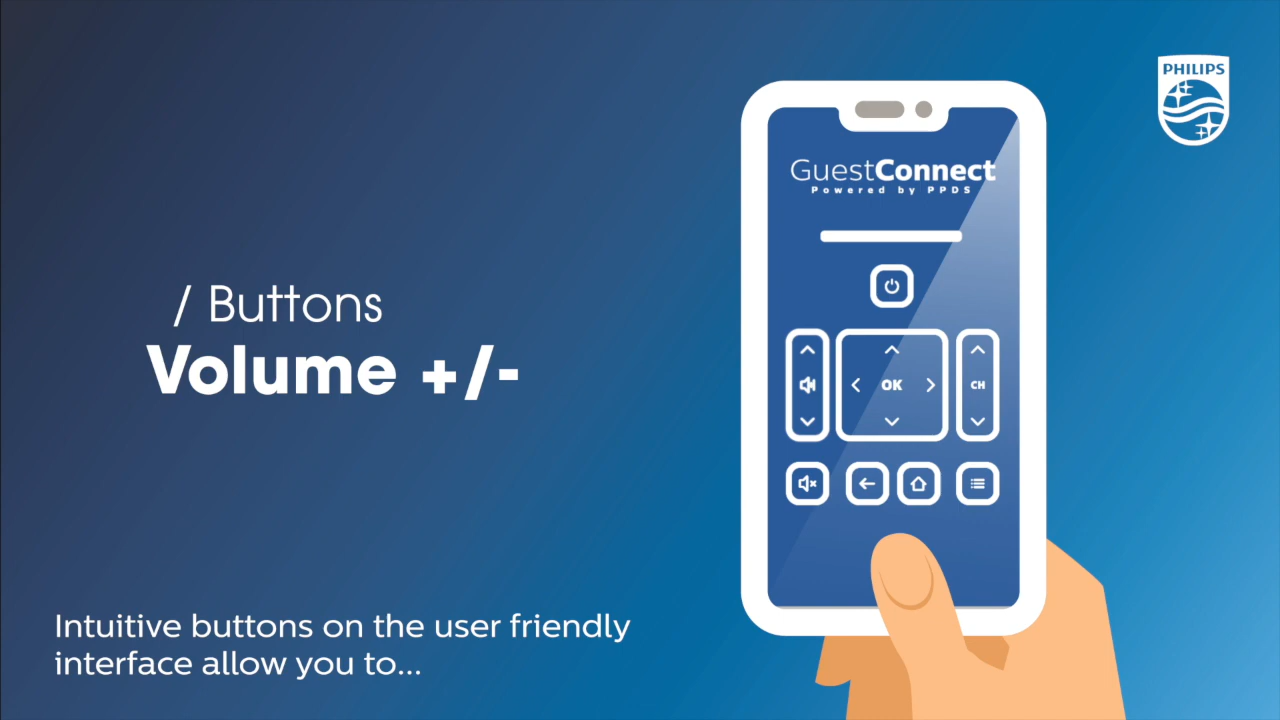 PHILIPS
GuestConnect
Powered by PPDS
/ Buttons
Volume +/-
OK
CH
Intuitive buttons on the user friendly
interface allow you to...